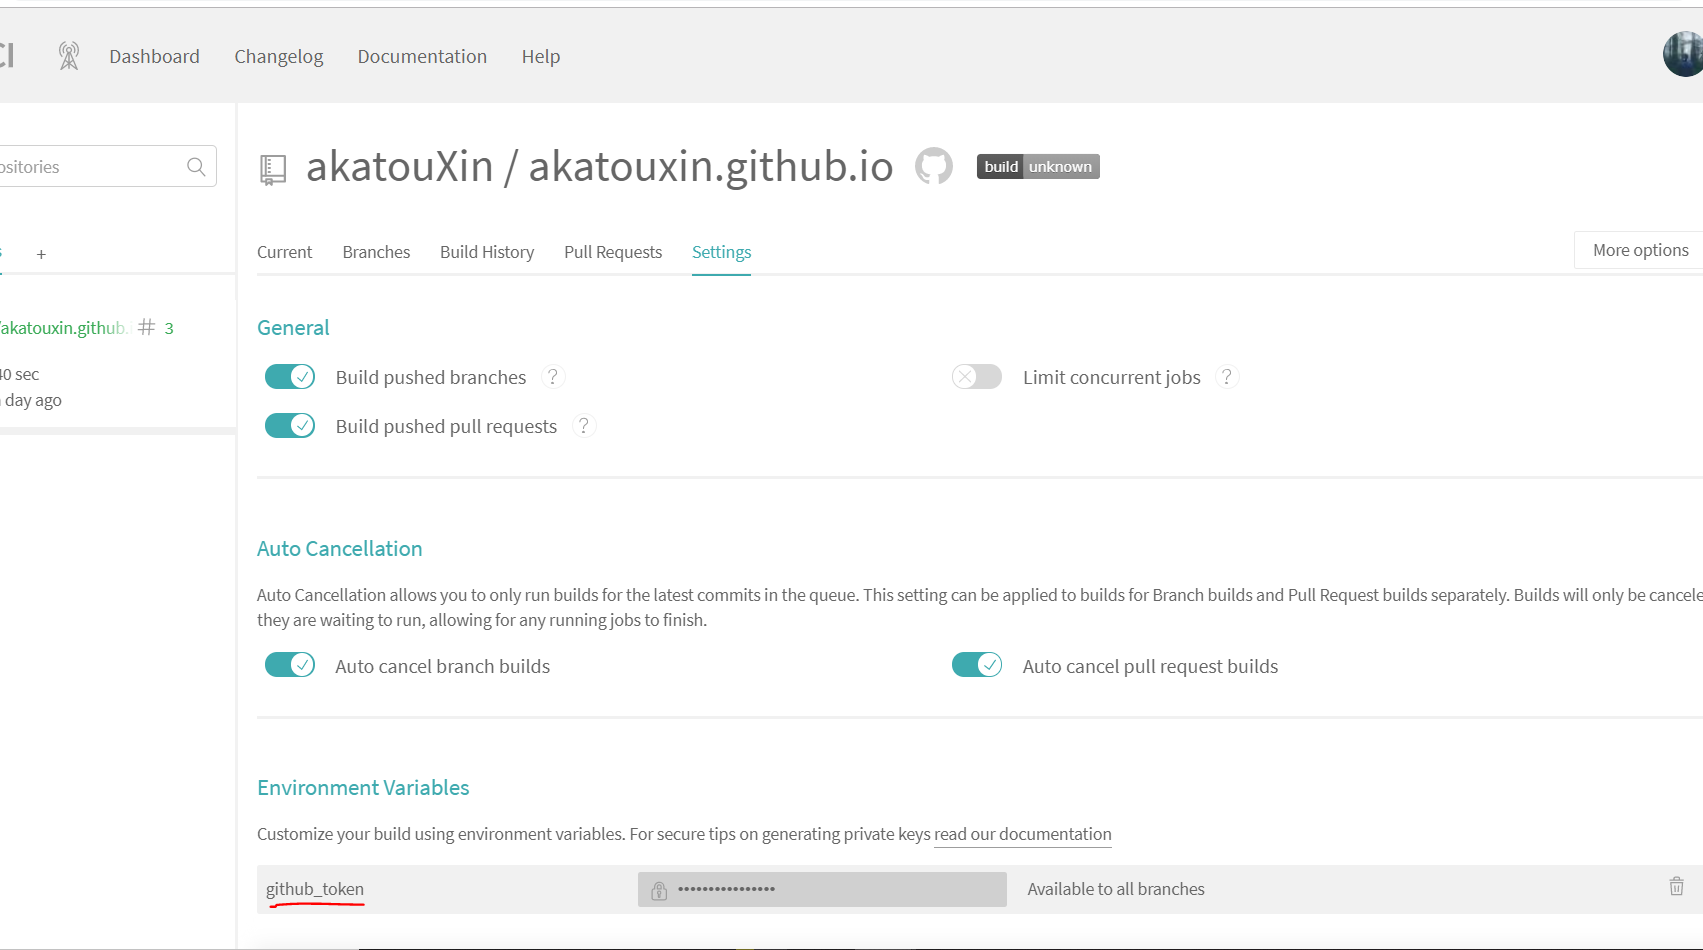 CI Dashboard Changelog Documentation Help
ositories
akatouXin / akatouxin.github.io build unknown
+
Current Branches Build History Pull Requests Settings More options
General
/akatouxin.github. # 3
40 sec
day ago
Build pushed branches ? Limit concurrent jobs ?
Build pushed pull requests ?
Auto Cancellation
Auto Cancellation allows you to only run builds for the latest commits in the queue. This setting can be applied to builds for Branch builds and Pull Request builds separately. Builds will only be cancele
they are waiting to run, allowing for any running jobs to finish.
Auto cancel branch builds Auto cancel pull request builds
Environment Variables
Customize your build using environment variables. For secure tips on generating private keys read our documentation
github_token •••••••••••••••• Available to all branches